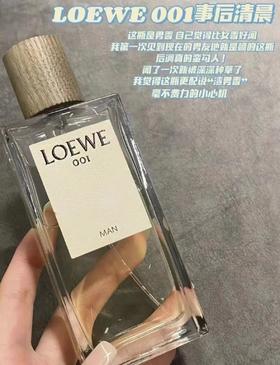 LOEWE 001事后清晨
这瓶是男香 自己觉得比女香好闻
我第一次见到现在的男友他就是喷的这瓶
后调真的蛮勾人！
闻了一次就被深深种草了
我觉得这瓶更配说“渣男香”
毫不费力的小心机
LOEWE
001
MAN